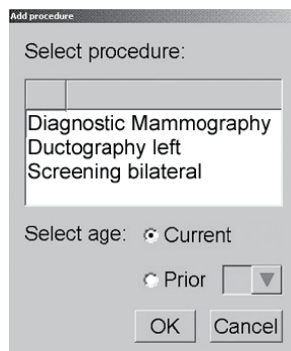 Add procedure
Select procedure:
Diagnostic Mammography
Ductography left
Screening bilateral
Select age: Current
Prior
OK Cancel